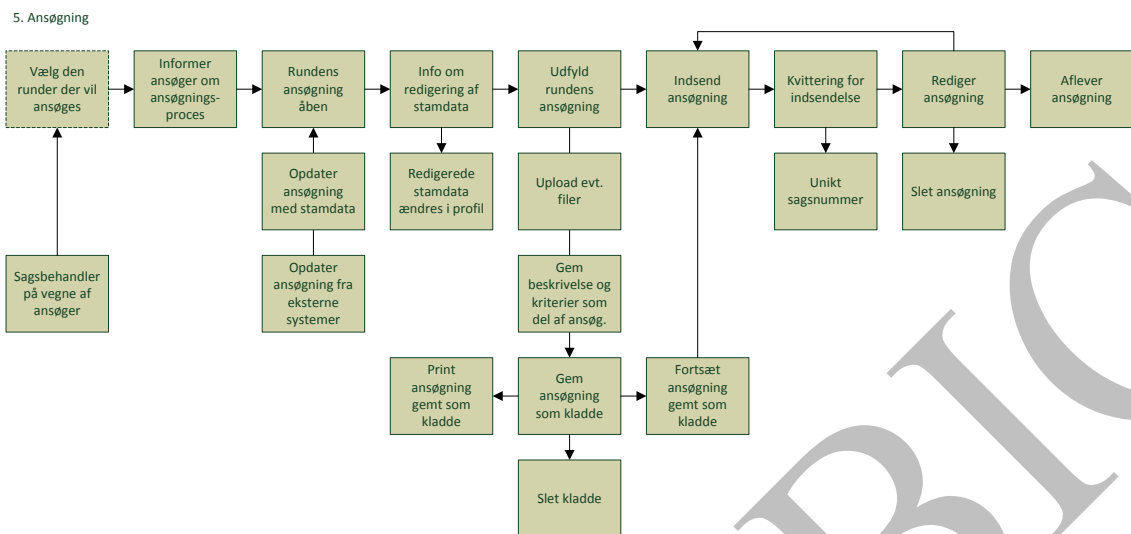 5. Ansøgning
Vælg den
runder der vil
ansøges
Informer
ansøger om
ansøgnings-
proces
Rundens
ansøgning
åben
Info om
redigering af
stamdata
Udfyld
rundens
ansøgning
Indsend
ansøgning
Kvittering for
indsendelse
Rediger
ansøgning
Aflever
ansøgning
Opdater
ansøgning
med stamdata
Redigerede
stamdata
ændres i profil
Upload evt.
filer
Unikt
sagsnummer
Slet ansøgning
Sagsbehandler
på vegne af
ansøger
Opdater
ansøgning fra
eksterne
systemer
Gem
beskrivelse og
kriterier som
del af ansøg.
Print
ansøgning
gemt som
kladde
Gem
ansøgning
som kladde
Fortsæt
ansøgning
gemt som
kladde
Slet kladde